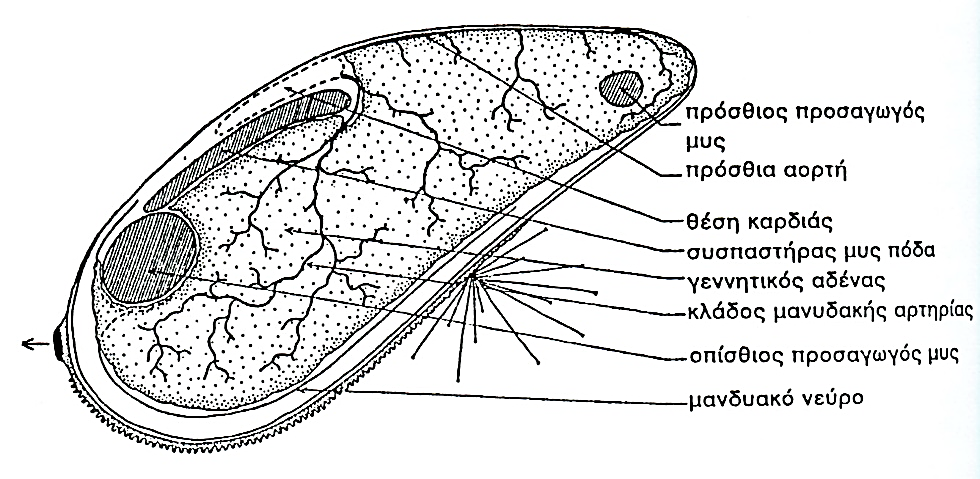 πρόσθιος προσαγωγός
μυς
πρόσθια αορτή
θέση καρδιάς
συσπαστήρας μυς πόδα
γεννητικός αδένας
κλάδος μανυδακής αρτηρίας
οπίσθιος προσαγωγός μυς
μανδυακό νεύρο